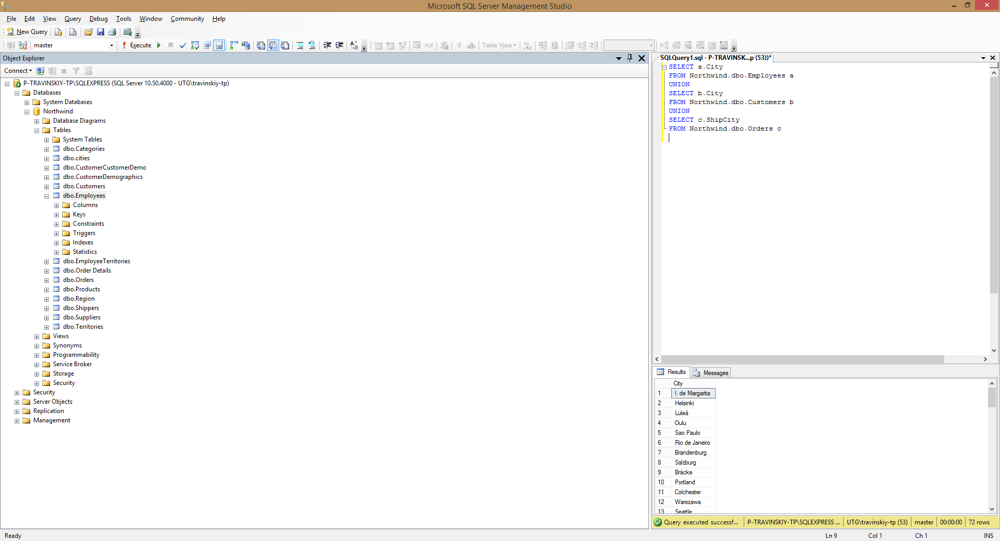 Microsoft SQL Server Management Studio
File Edit View Query Debug Tools Window Community Help
New Query
master Execute Table View
Object Explorer
Connect
P-TRAVINSKIY-TP\SQLEXPRESS (SQL Server 10.50.4000 - UTG\travinskiy-tp)
Databases
System Databases
Northwind
Database Diagrams
Tables
System Tables
dbo.Categories
dbo.cities
dbo.CustomerCustomerDemo
dbo.CustomerDemographics
dbo.Customers
dbo.Employees
Columns
Keys
Constraints
Triggers
Indexes
Statistics
dbo.EmployeeTerritories
dbo.Order Details
dbo.Orders
dbo.Products
dbo.Region
dbo.Shippers
dbo.Suppliers
dbo.Territories
Views
Synonyms
Programmability
Service Broker
Storage
Security
Security
Server Objects
Replication
Management
SQLQuery1.sql - P-TRAVINSK...p (53))*
SELECT a.City
FROM Northwind.dbo.Employees a
UNION
SELECT b.City
FROM Northwind.dbo.Customers b
UNION
SELECT c.ShipCity
FROM Northwind.dbo.Orders c
Results Messages
City
1 I. de Margarita
2 Helsinki
3 Luleå
4 Oulu
5 Sao Paulo
6 Rio de Janeiro
7 Brandenburg
8 Salzburg
9 Bräcke
10 Portland
11 Colchester
12 Warszawa
13 Seattle
Query executed successf... P-TRAVINSKIY-TP\SQLEXPRESS ... UTG\travinskiy-tp (53) master 00:00:00 72 rows
Ready Ln 9 Col 1 Ch 1 INS